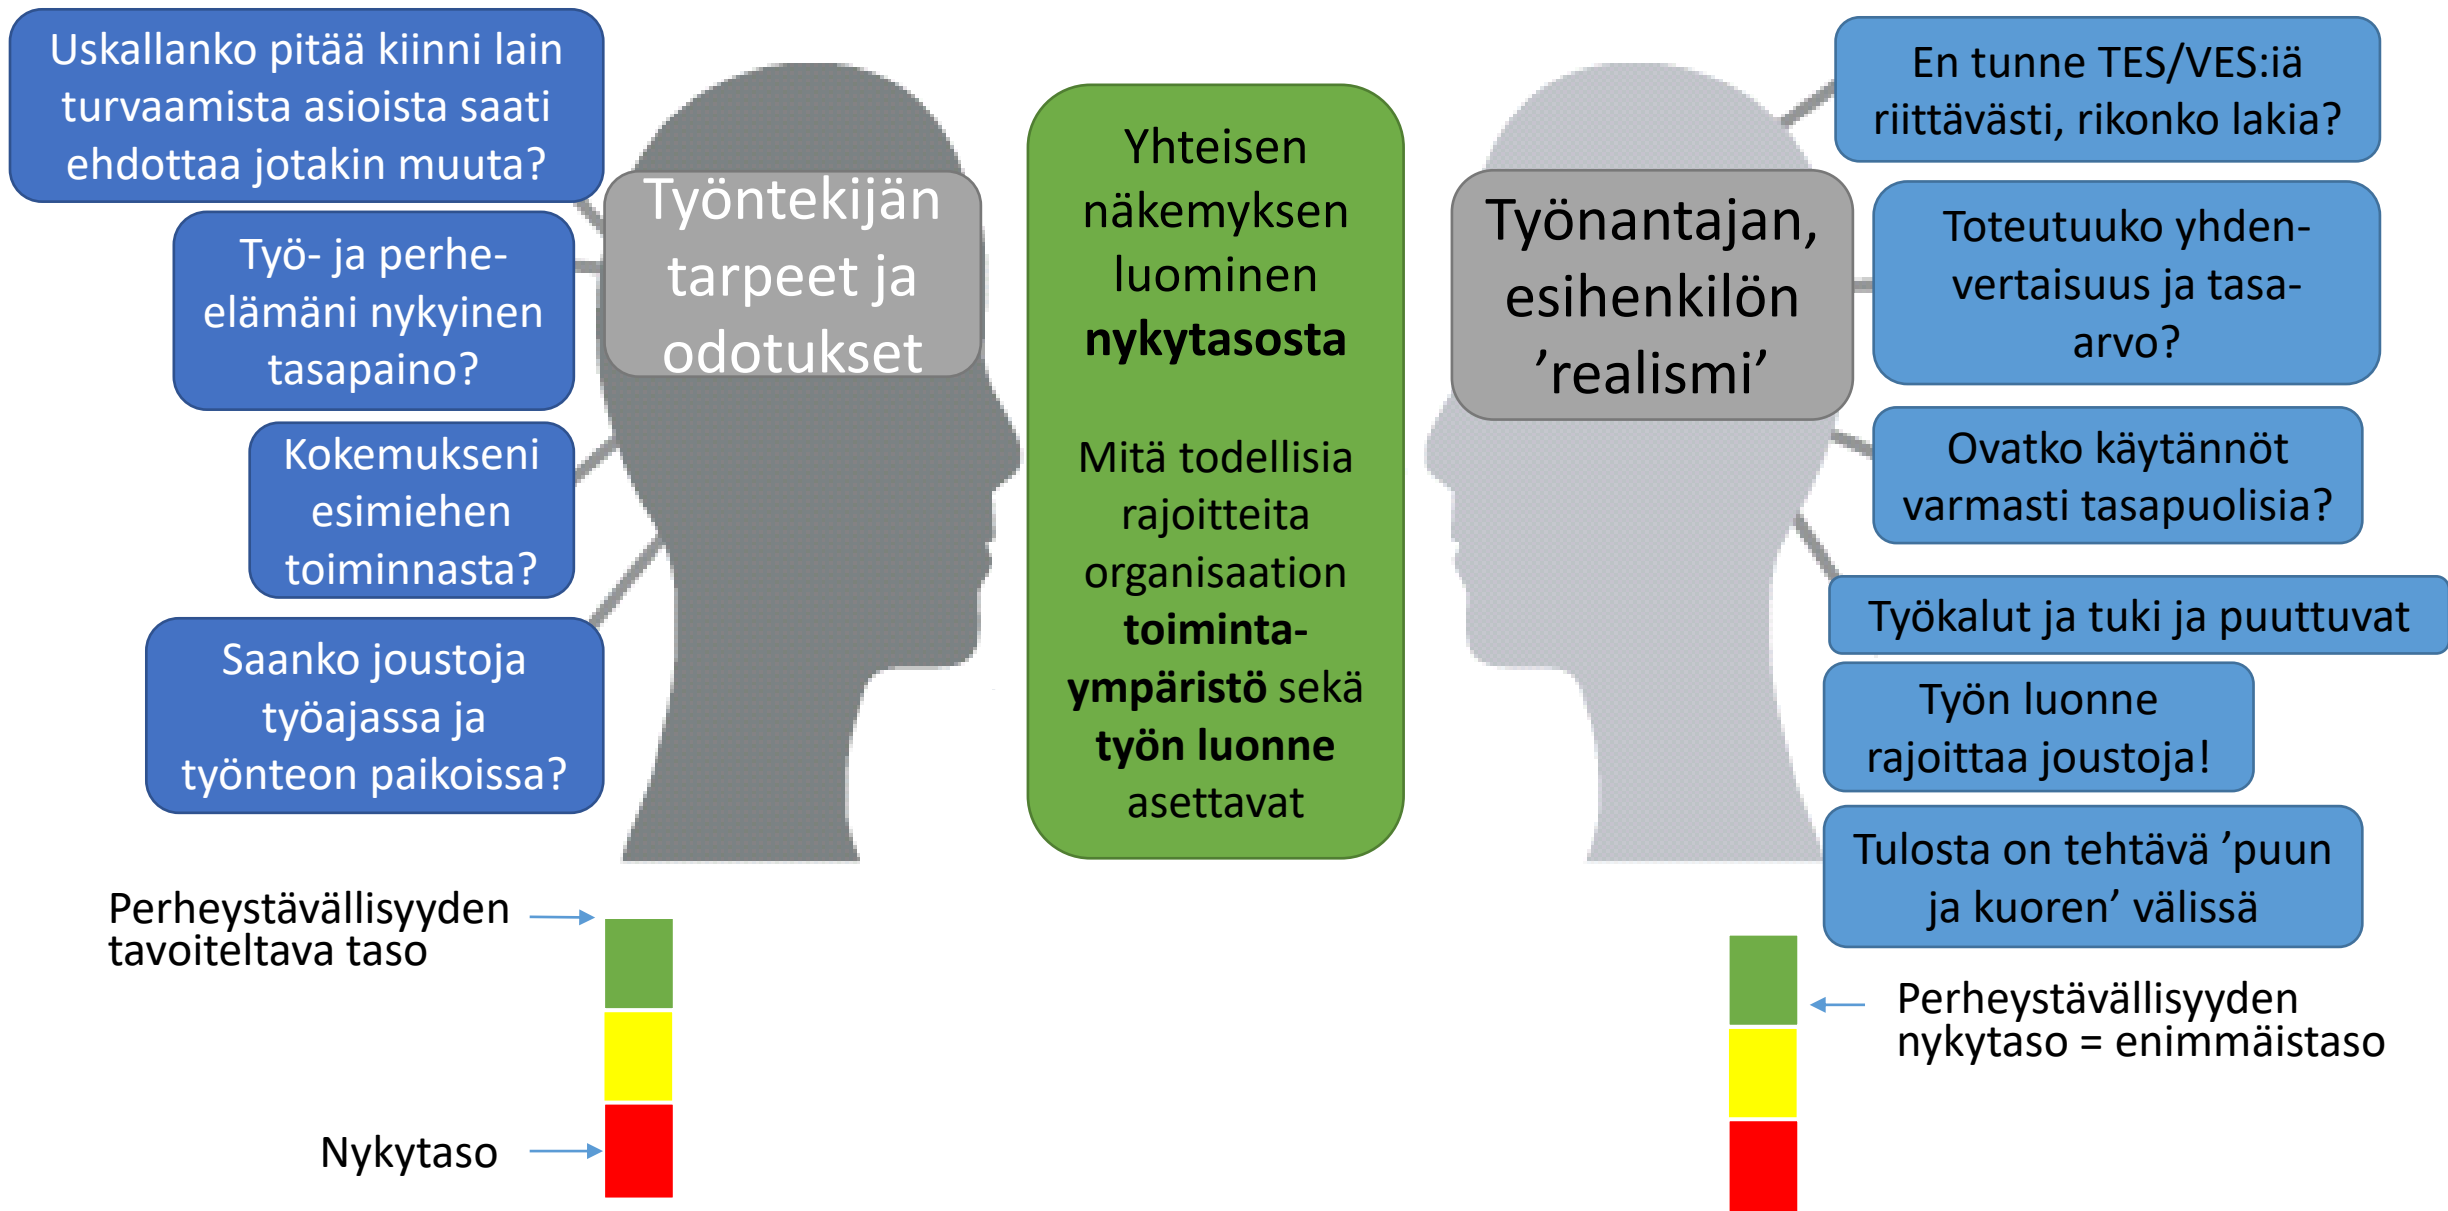 Uskallanko pitää kiinni lain
turvaamista asioista saati
ehdottaa jotakin muuta?
Työ- ja perhe-
elämäni nykyinen
tasapaino?
Kokemukseni
esimiehen
toiminnasta?
Saanko joustoja
työajassa ja
työnteon paikoissa?
Työntekijän
tarpeet ja
odotukset
Yhteisen
näkemyksen
luominen
nykytasosta
Mitä todellisia
rajoitteita
organisaation
toiminta-
ympäristö sekä
työn luonne
asettavat
Työnantajan,
esihenkilön
’realismi’
En tunne TES/VES:iä
riittävästi, rikonko lakia?
Toteutuuko yhden-
vertaisuus ja tasa-
arvo?
Ovatko käytännöt
varmasti tasapuolisia?
Työkalut ja tuki ja puuttuvat
Työn luonne
rajoittaa joustoja!
Tulosta on tehtävä ’puun
ja kuoren’ välissä
Perheystävällisyyden
tavoiteltava taso
Nykytaso
Perheystävällisyyden
nykytaso = enimmäistaso